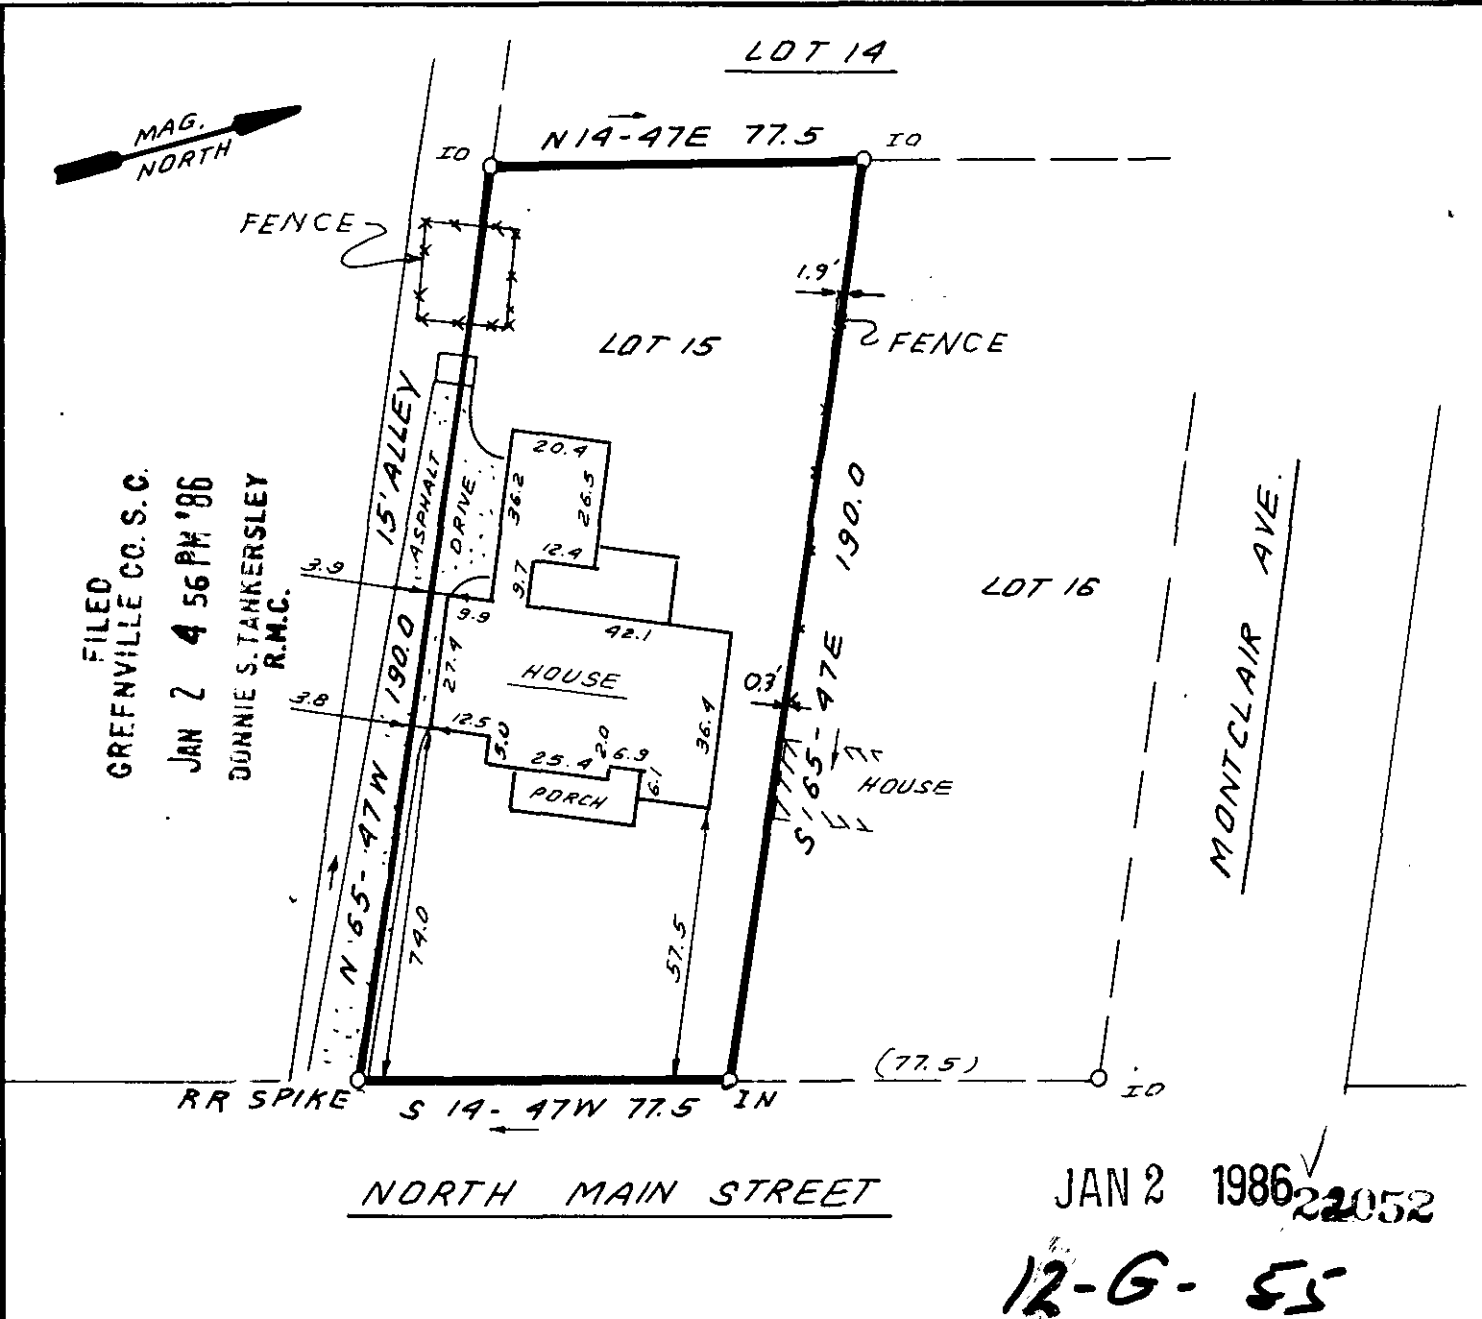 LOT 14
MAG.
NORTH
N 14-47E 77.5
IO
IO
FENCE
1.9'
FENCE
LOT 15
15' ALLEY
ASPHALT
DRIVE
20.4
36.2
26.5
12.4
9.7
3.9
9.9
42.1
190.0
LOT 16
MONTCLAIR AVE.
FILED
GREENVILLE CO. S. C.
JAN 2 4 56 PM '86
DONNIE S. TANKERSLEY
R.M.C.
27.4
HOUSE
0.3'
3.8
12.5
5.0
25.4
2.0
6.9
6.1
36.4
PORCH
S 65-47E
HOUSE
N 65-47W 190.0
74.0
57.5
(77.5)
RR SPIKE
S 14-47W 77.5
IN
IO
NORTH MAIN STREET
JAN 2 1986
12-G-55